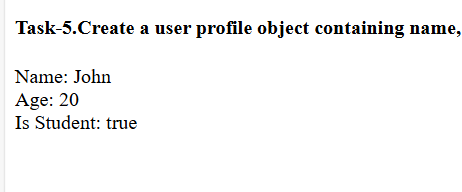 Task-5.Create a user profile object containing name,
Name: John
Age: 20
Is Student: true